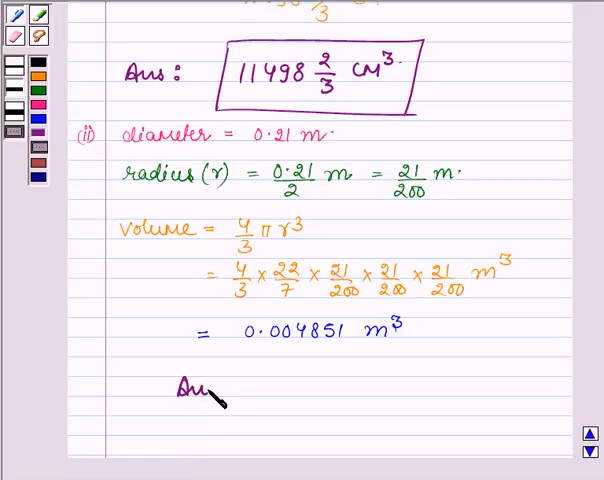 Ans : 11498 2/3 CM³.
(ii) diameter = 0.21 m.
radius (r) = 0.21/2 m = 21/200 m.
Volume = 4/3 π r³
= 4/3 × 22/7 × 21/200 × 21/200 × 21/200 m³
= 0.004851 m³
An